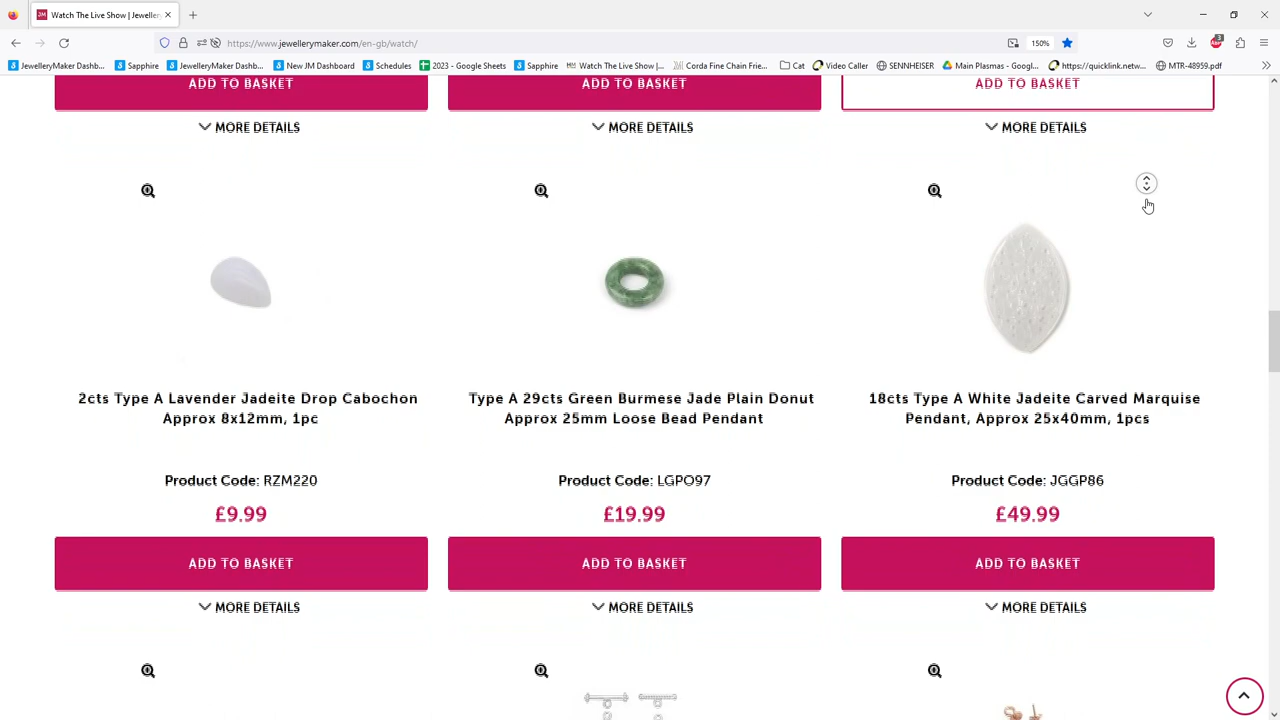 Watch The Live Show | Jeweller
https://www.jewellerymaker.com/elr-gb/watch/
150%
3
JewelleryMaker Dashb... Sapphire JewelleryMaker Dashb... New JM Dashboard Schedules 2023 - Google Sheets Sapphire Watch The Live Show |... Corda Fine Chain Frie... Cat Video Caller SENNHEISER Main Plasmas - Googl... https://quicklink.netw... MTR-48959.pdf
ADD TO BASKET ADD TO BASKET ADD TO BASKET
MORE DETAILS MORE DETAILS MORE DETAILS
2cts Type A Lavender Jadeite Drop Cabochon
Approx 8x12mm, 1pc
Product Code: RZM220
£9.99
ADD TO BASKET
MORE DETAILS
Type A 29cts Green Burmese Jade Plain Donut
Approx 25mm Loose Bead Pendant
Product Code: LGPO97
£19.99
ADD TO BASKET
MORE DETAILS
18cts Type A White Jadeite Carved Marquise
Pendant, Approx 25x40mm, 1pcs
Product Code: JGGP86
£49.99
ADD TO BASKET
MORE DETAILS